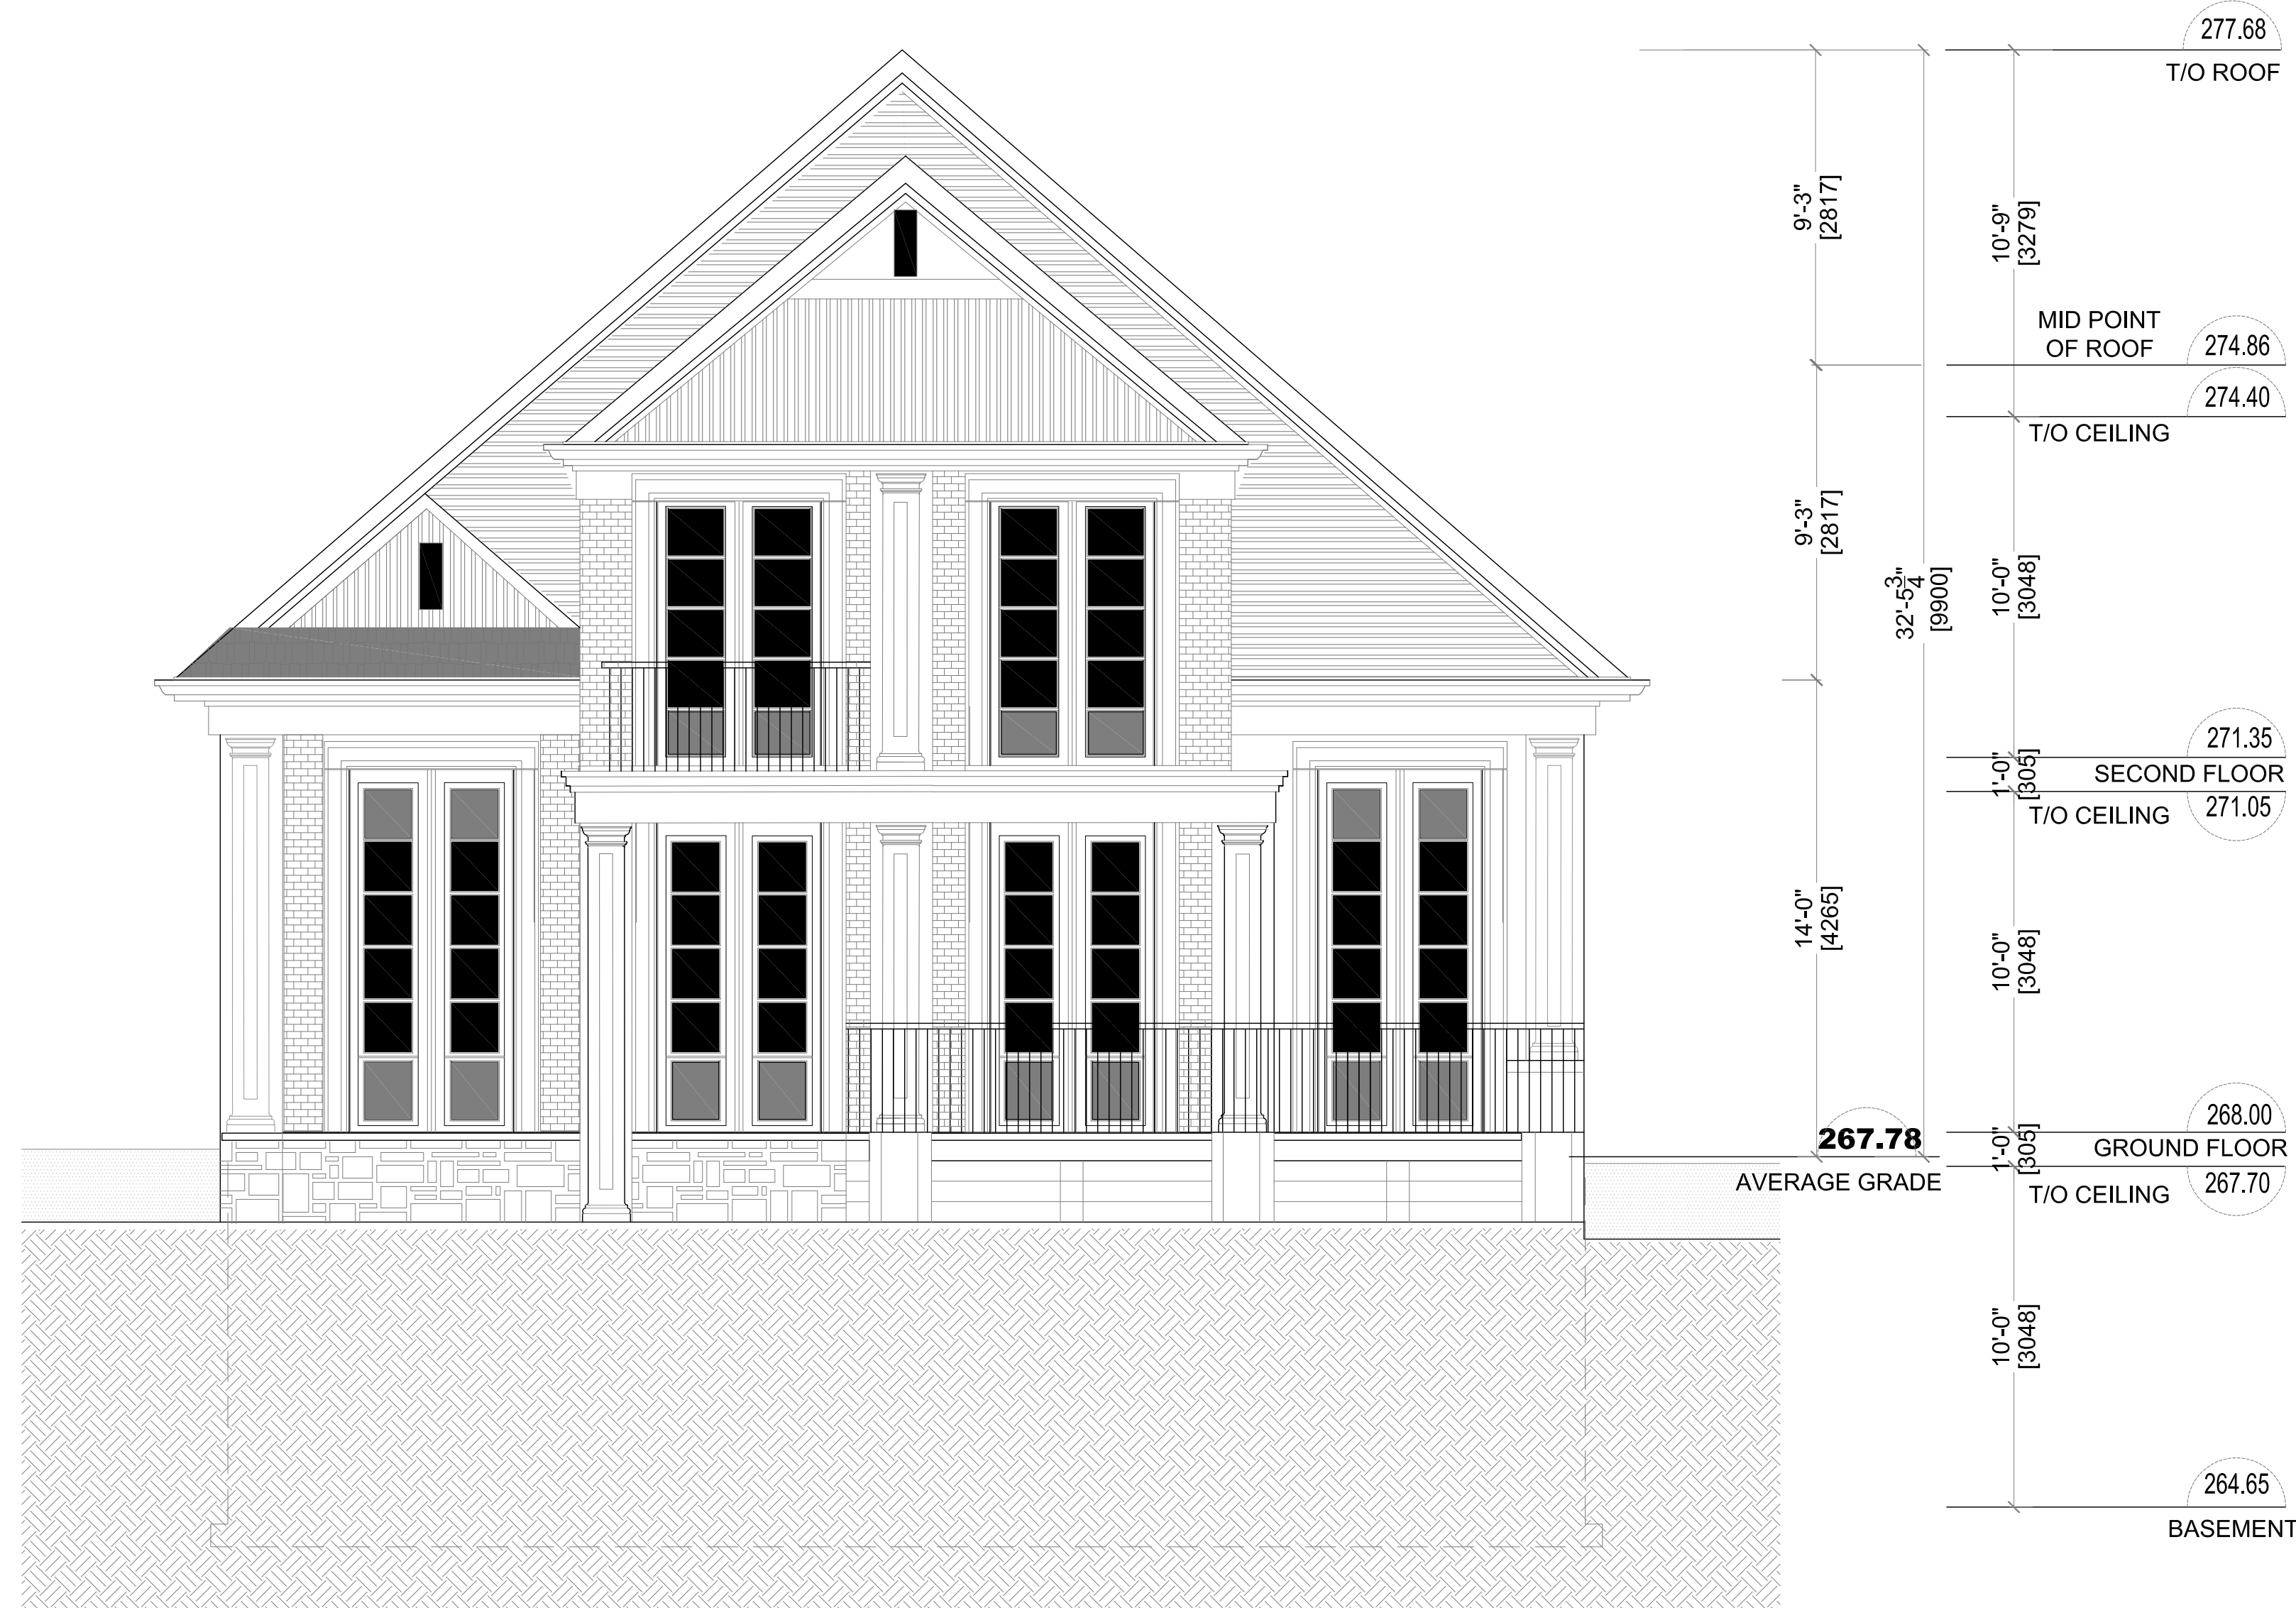 277.68
T/O ROOF
9'-3"
[2817]
10'-9"
[3279]
MID POINT
OF ROOF
274.86
274.40
T/O CEILING
9'-3"
[2817]
32'-5 3/4"
[9900]
10'-0"
[3048]
271.35
SECOND FLOOR
1'-0"
[305]
T/O CEILING
271.05
14'-0"
[4265]
10'-0"
[3048]
268.00
GROUND FLOOR
267.78
AVERAGE GRADE
1'-0"
[305]
T/O CEILING
267.70
10'-0"
[3048]
264.65
BASEMENT